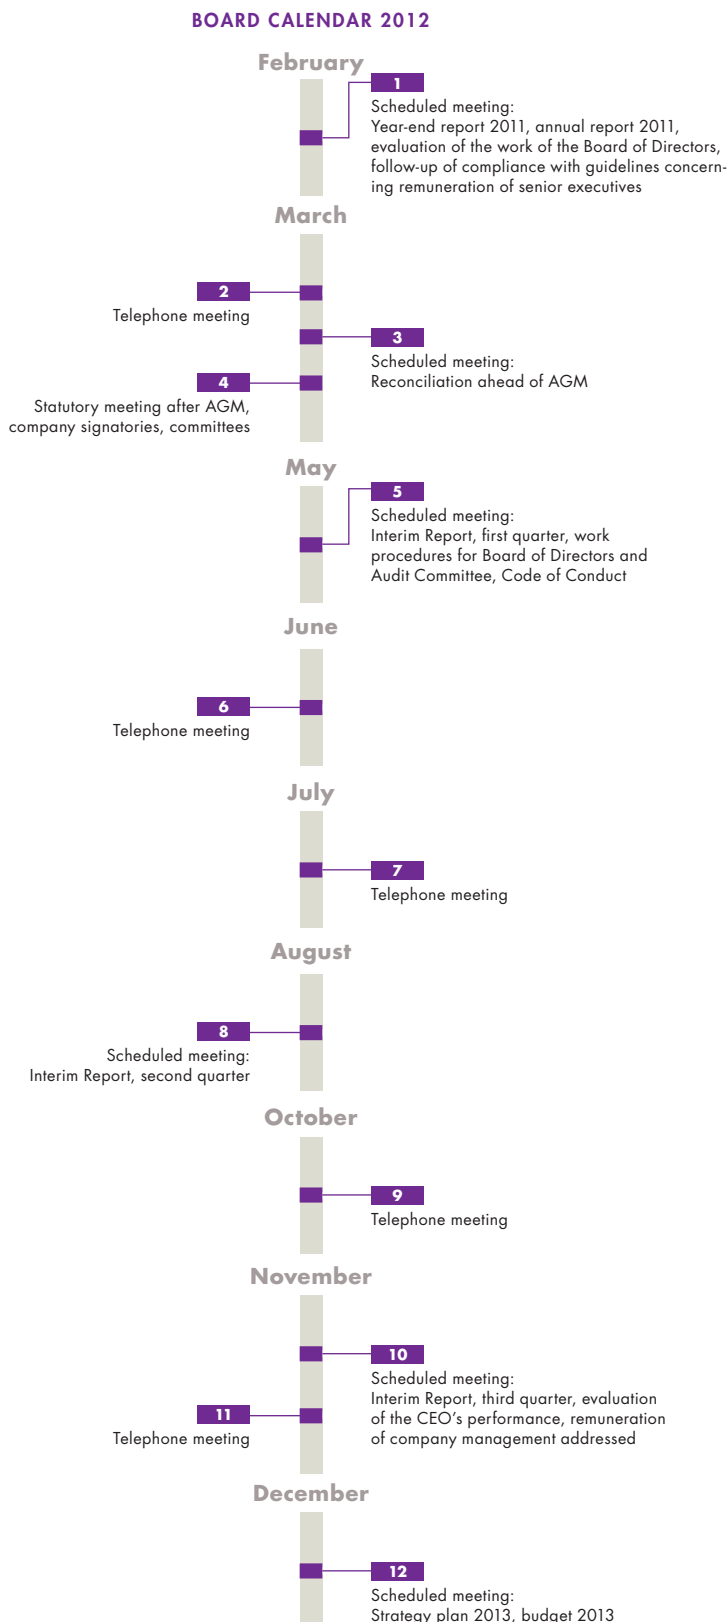 BOARD CALENDAR 2012
February
1
Scheduled meeting:
Year-end report 2011, annual report 2011,
evaluation of the work of the Board of Directors,
follow-up of compliance with guidelines concern-
ing remuneration of senior executives
March
2
Telephone meeting
3
Scheduled meeting:
Reconciliation ahead of AGM
4
Statutory meeting after AGM,
company signatories, committees
May
5
Scheduled meeting:
Interim Report, first quarter, work
procedures for Board of Directors and
Audit Committee, Code of Conduct
June
6
Telephone meeting
July
7
Telephone meeting
August
8
Scheduled meeting:
Interim Report, second quarter
October
9
Telephone meeting
November
10
Scheduled meeting:
Interim Report, third quarter, evaluation
of the CEO’s performance, remuneration
of company management addressed
11
Telephone meeting
December
12
Scheduled meeting:
Strategy plan 2013, budget 2013